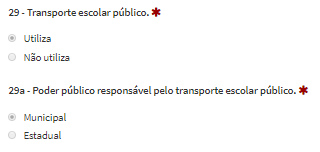 29 - Transporte escolar público. ✱
Utiliza
Não utiliza
29a - Poder público responsável pelo transporte escolar público. ✱
Municipal
Estadual